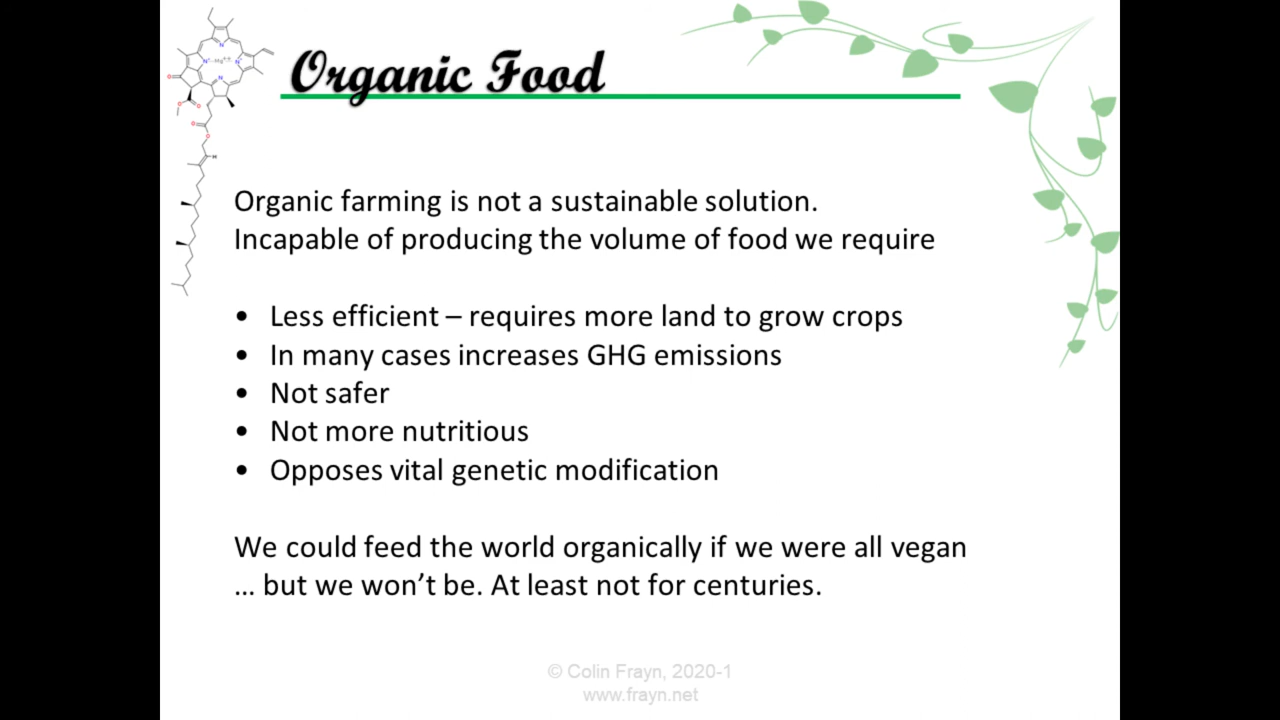 Organic Food
Organic farming is not a sustainable solution.
Incapable of producing the volume of food we require
• Less efficient – requires more land to grow crops
• In many cases increases GHG emissions
• Not safer
• Not more nutritious
• Opposes vital genetic modification
We could feed the world organically if we were all vegan
... but we won’t be. At least not for centuries.
© Colin Frayn, 2020-1
www.frayn.net